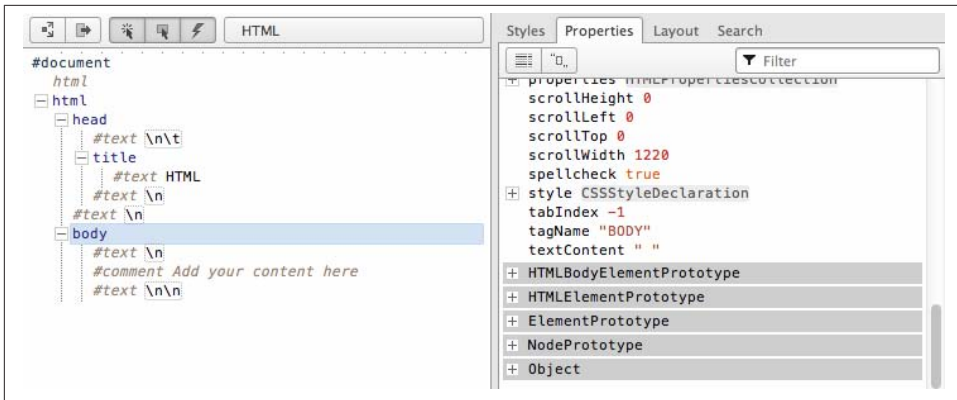 HTML
#document
html
html
head
#text \n\t
title
#text HTML
#text \n
#text \n
body
#text \n
#comment Add your content here
#text \n\n
Styles Properties Layout Search
"□,, Filter
properties HTMLPropertiesCollection
scrollHeight 0
scrollLeft 0
scrollTop 0
scrollWidth 1220
spellcheck true
style CSSStyleDeclaration
tabIndex -1
tagName "BODY"
textContent " "
HTMLBodyElementPrototype
HTMLElementPrototype
ElementPrototype
NodePrototype
Object